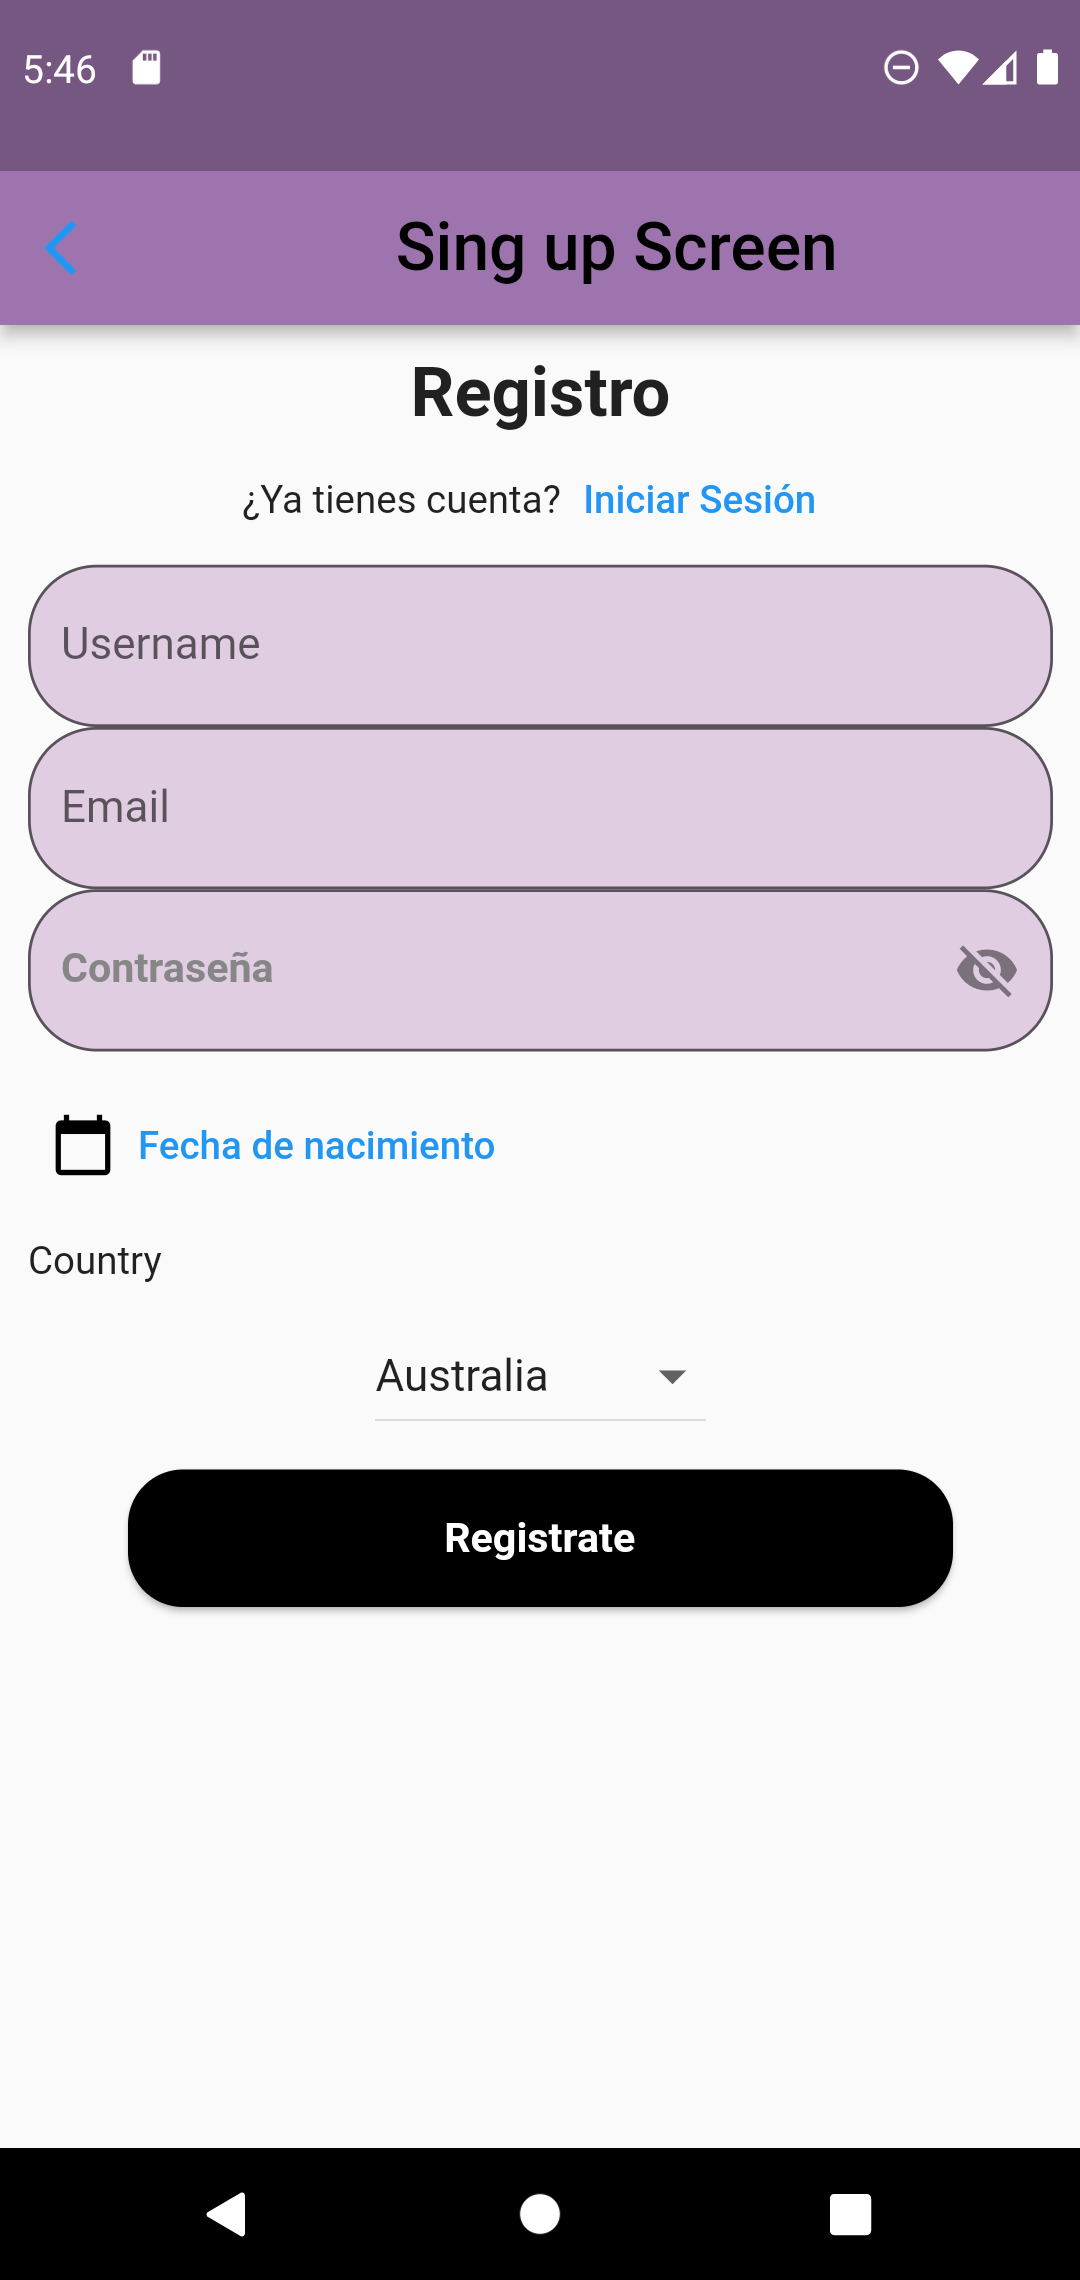 5:46
Sing up Screen
Registro
¿Ya tienes cuenta? Iniciar Sesión
Username
Email
Contraseña
Fecha de nacimiento
Country
Australia
Registrate